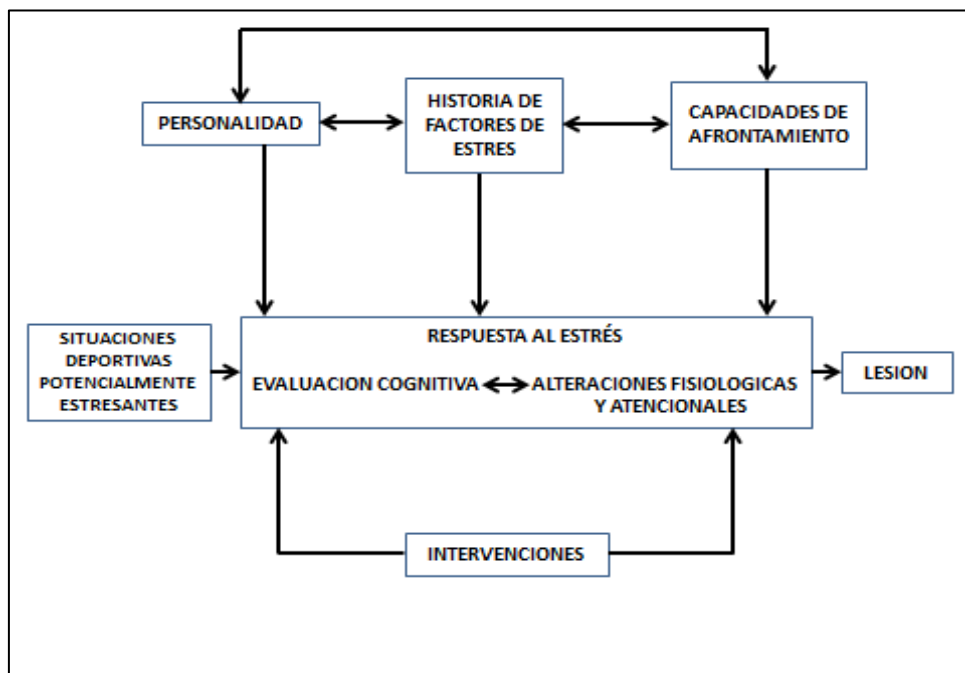 PERSONALIDAD
HISTORIA DE
FACTORES DE
ESTRES
CAPACIDADES DE
AFRONTAMIENTO
SITUACIONES
DEPORTIVAS
POTENCIALMENTE
ESTRESANTES
RESPUESTA AL ESTRÉS
EVALUACION COGNITIVA
ALTERACIONES FISIOLOGICAS
Y ATENCIONALES
LESION
INTERVENCIONES